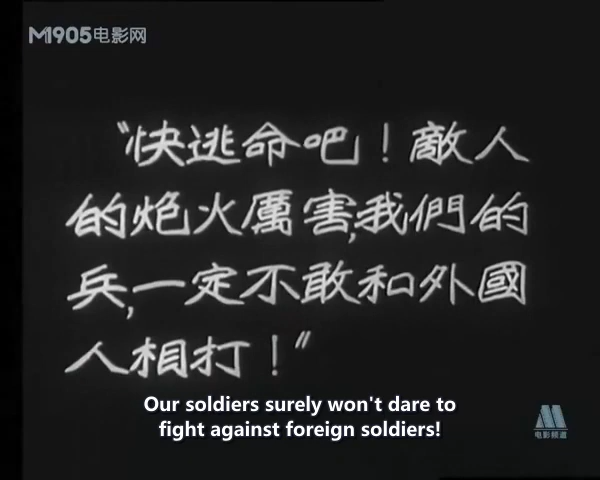 M1905电影网
“快逃命吧！敵人
的炮火厲害，我們的
兵，一定不敢和外國
人相打！”
Our soldiers surely won't dare to
fight against foreign soldiers!
电影频道